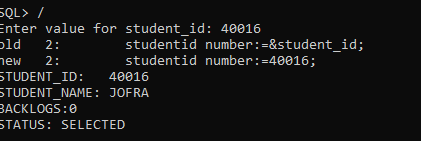 SQL> /
Enter value for student_id: 40016
old   2:        studentid number:=&student_id;
new   2:        studentid number:=40016;
STUDENT_ID:   40016
STUDENT_NAME: JOFRA
BACKLOGS:0
STATUS: SELECTED